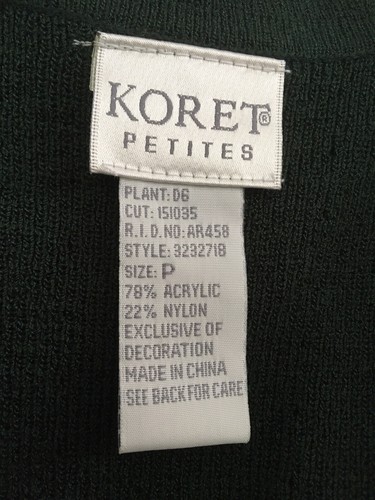 KORET®
PETITES
PLANT: D6
CUT: 151035
R.I.D.NO: AR458
STYLE: 3232718
SIZE: P
78% ACRYLIC
22% NYLON
EXCLUSIVE OF
DECORATION
MADE IN CHINA
SEE BACK FOR CARE